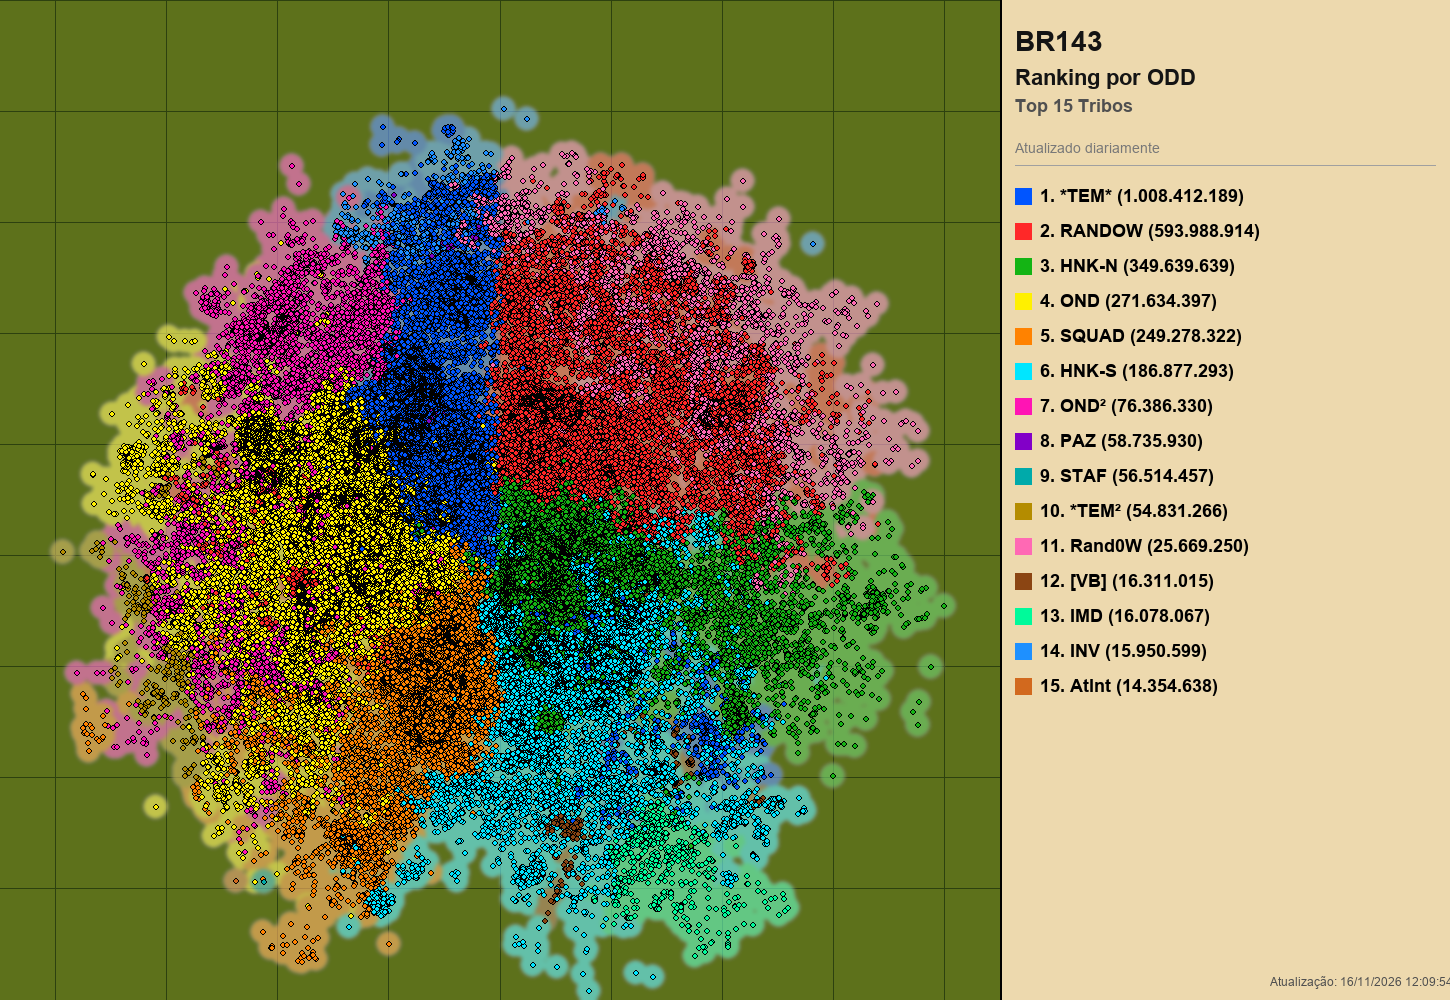 BR143
Ranking por ODD
Top 15 Tribos
Atualizado diariamente
1. *TEM* (1.008.412.189)
2. RANDOW (593.988.914)
3. HNK-N (349.639.639)
4. OND (271.634.397)
5. SQUAD (249.278.322)
6. HNK-S (186.877.293)
7. OND² (76.386.330)
8. PAZ (58.735.930)
9. STAF (56.514.457)
10. *TEM² (54.831.266)
11. Rand0W (25.669.250)
12. [VB] (16.311.015)
13. IMD (16.078.067)
14. INV (15.950.599)
15. AtInt (14.354.638)
Atualização: 16/11/2026 12:09:54